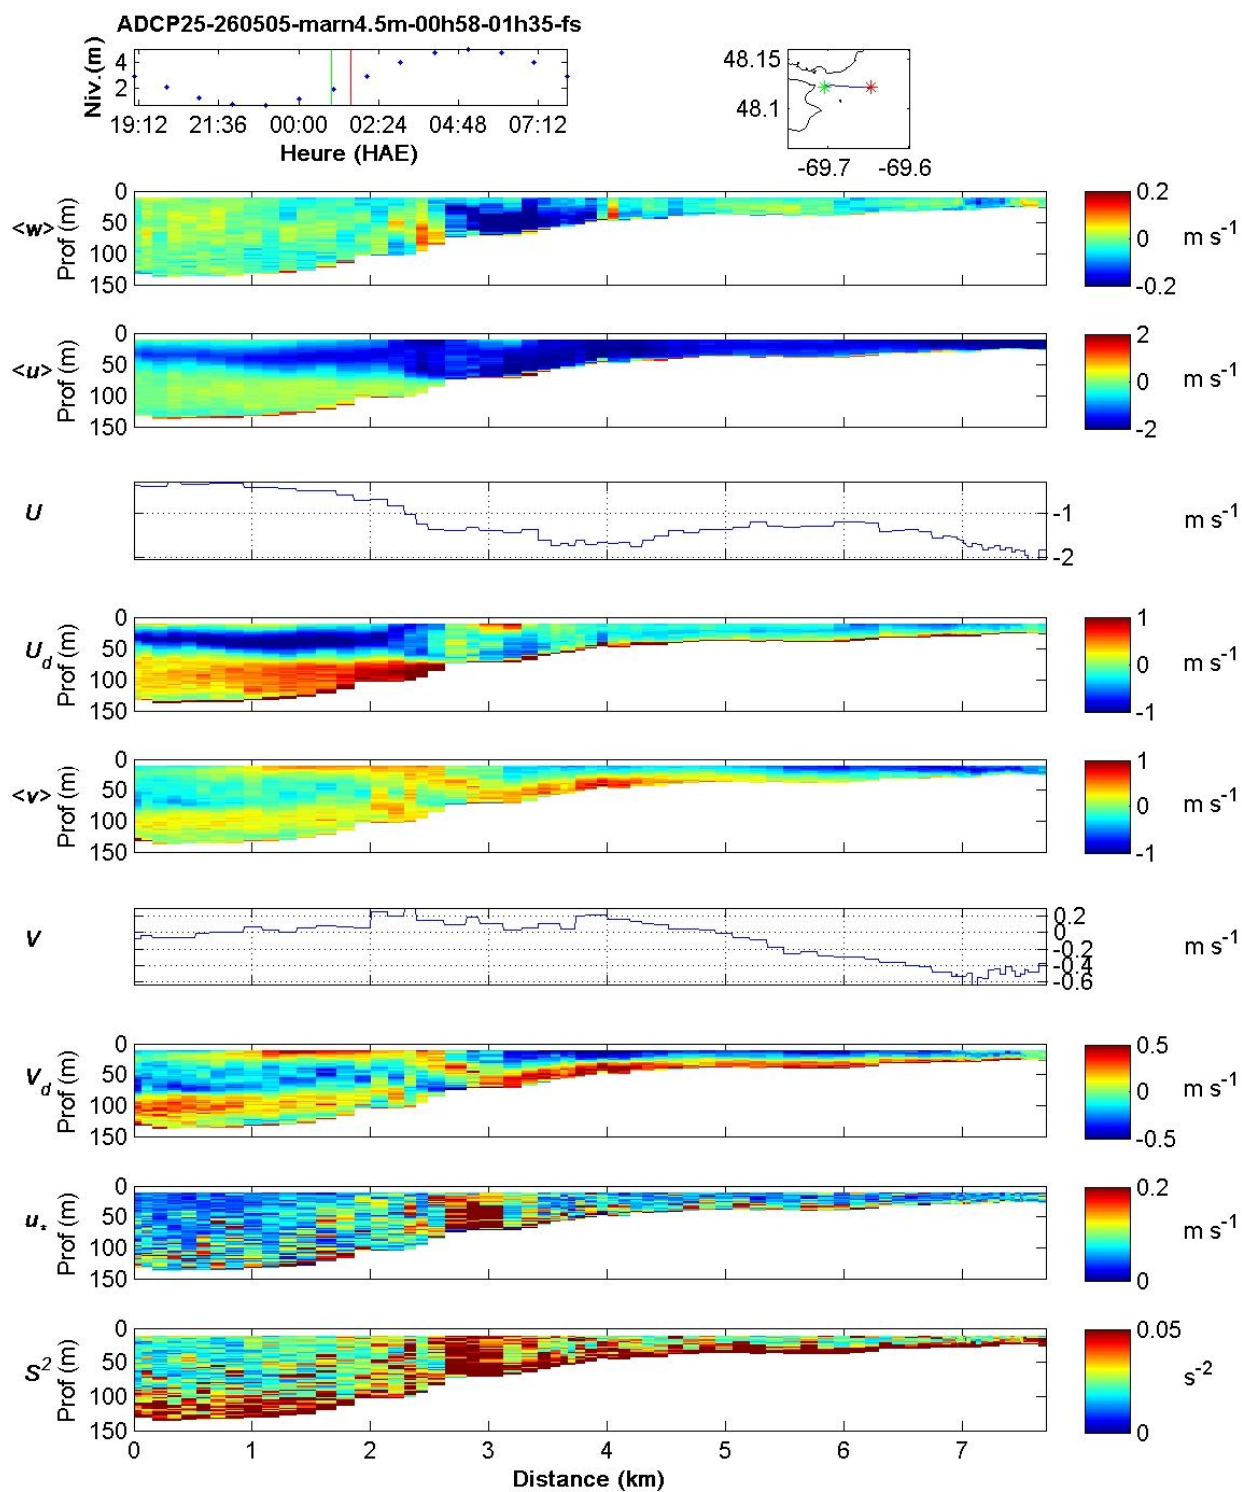 ADCP25-260505-marn4.5m-00h58-01h35-fs
Niv.(m)
4
2
19:12 21:36 00:00 02:24 04:48 07:12
Heure (HAE)
48.15
48.1
-69.7 -69.6
<w>
Prof (m)
0
50
100
150
0.2
0
-0.2
m s-1
<u>
Prof (m)
0
50
100
150
2
0
-2
m s-1
U
-1
-2
m s-1
Ud
Prof (m)
0
50
100
150
1
0
-1
m s-1
<v>
Prof (m)
0
50
100
150
1
0
-1
m s-1
V
0.2
0
-0.2
-0.4
-0.6
m s-1
Vd
Prof (m)
0
50
100
150
0.5
0
-0.5
m s-1
u*
Prof (m)
0
50
100
150
0.2
0
m s-1
S2
Prof (m)
0
50
100
150
0.05
0
s-2
0 1 2 3 4 5 6 7
Distance (km)